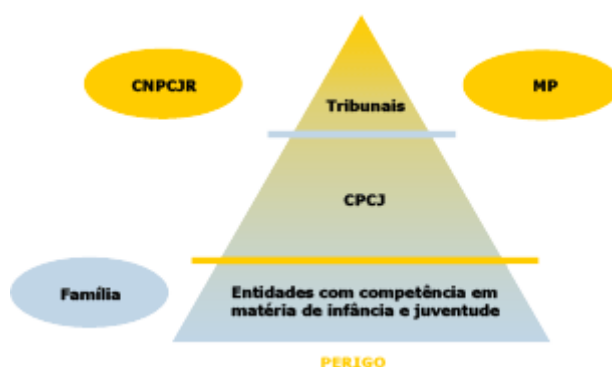 CNPCJR
MP
Tribunais
CPCJ
Família
Entidades com competência em
matéria de infância e juventude
PERIGO